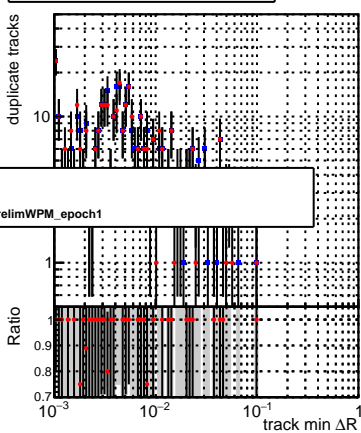 duplicate tracks
10
relimWPM_epoch1
1
Ratio
1
0.9
0.8
0.7
10⁻³ 10⁻² 10⁻¹ 1
track min ΔR